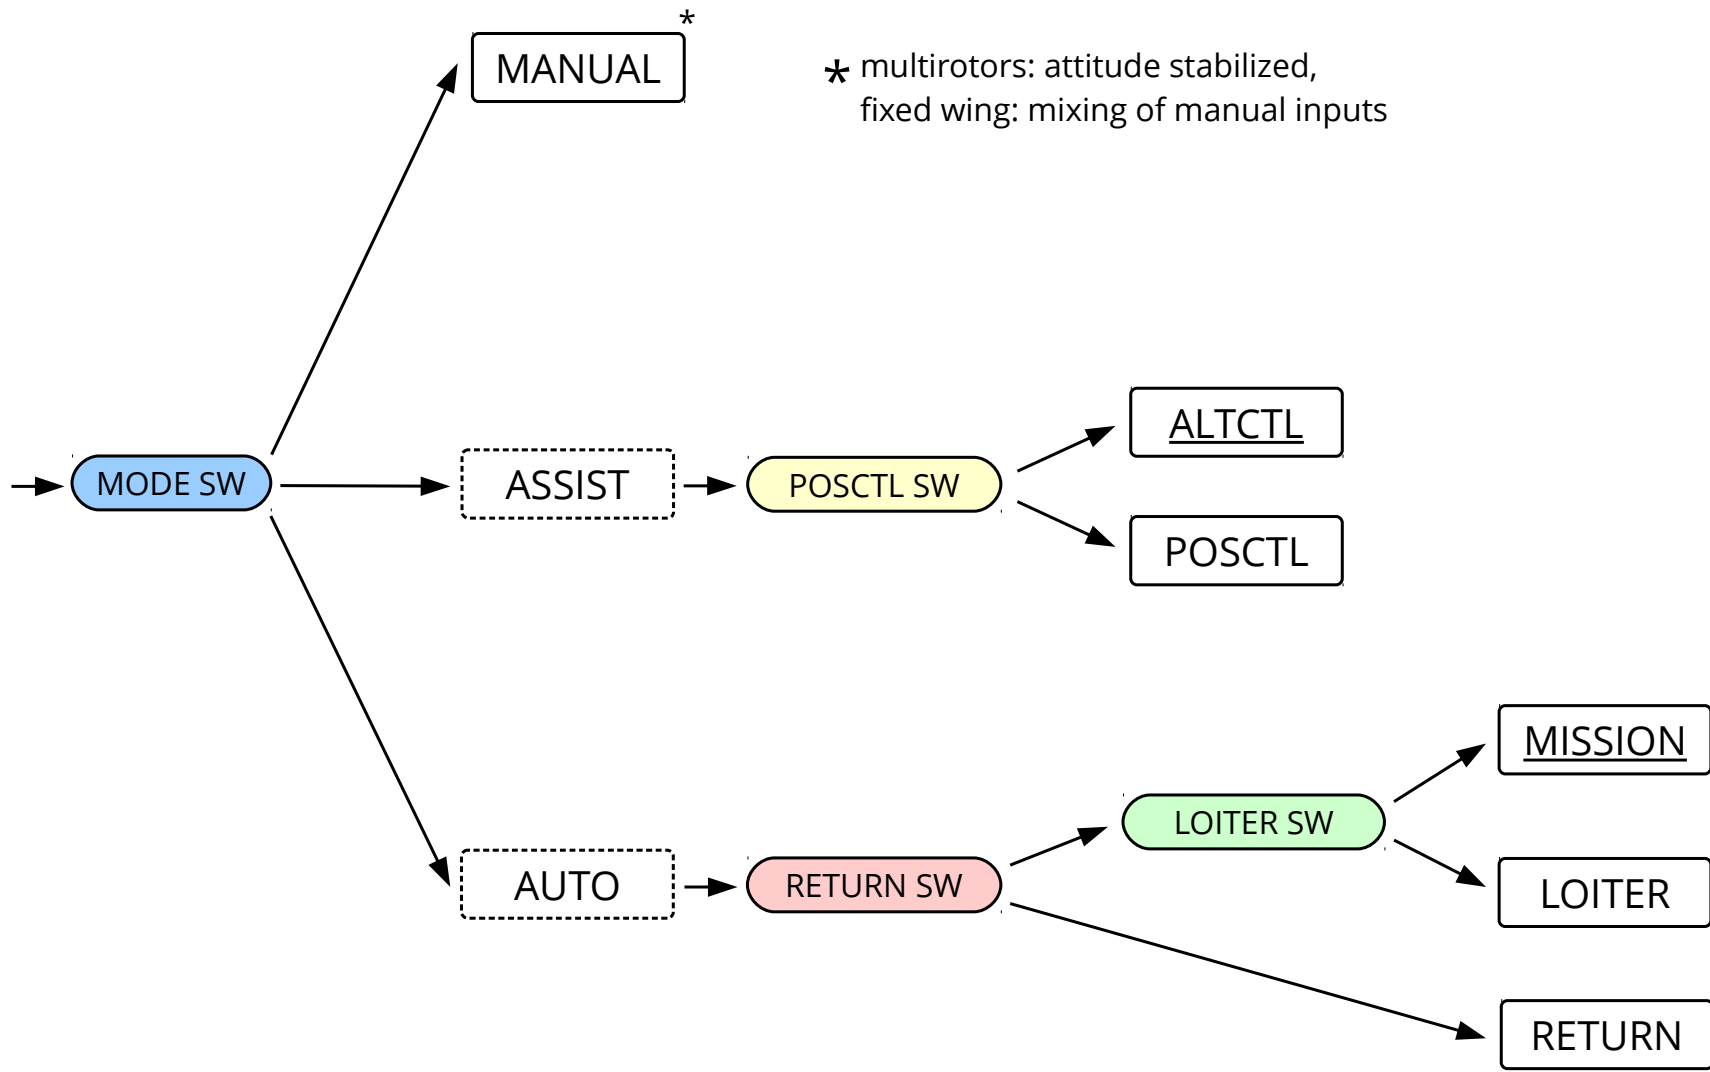 *
MANUAL
* multirotors: attitude stabilized,
fixed wing: mixing of manual inputs
ALTCTL
MODE SW
ASSIST
POSCTL SW
POSCTL
MISSION
LOITER SW
AUTO
RETURN SW
LOITER
RETURN